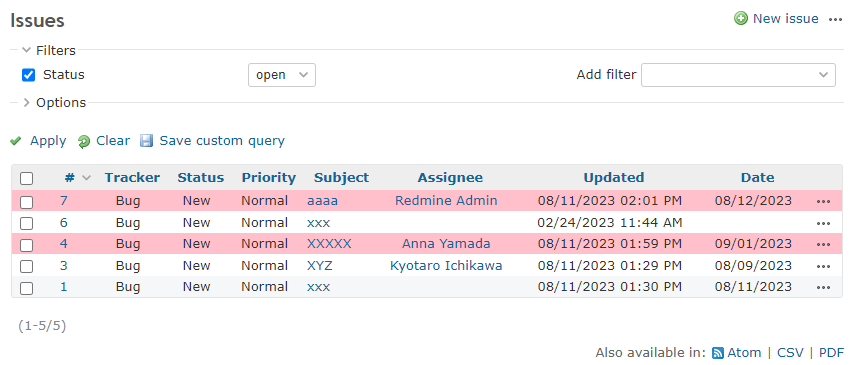 Issues New issue ...
Filters
Status open Add filter
Options
Apply Clear Save custom query
# Tracker Status Priority Subject Assignee Updated Date
7 Bug New Normal aaaa Redmine Admin 08/11/2023 02:01 PM 08/12/2023 ...
6 Bug New Normal xxx 02/24/2023 11:44 AM ...
4 Bug New Normal XXXXX Anna Yamada 08/11/2023 01:59 PM 09/01/2023 ...
3 Bug New Normal XYZ Kyotaro Ichikawa 08/11/2023 01:29 PM 08/09/2023 ...
1 Bug New Normal xxx 08/11/2023 01:30 PM 08/11/2023 ...
(1-5/5)
Also available in: Atom | CSV | PDF